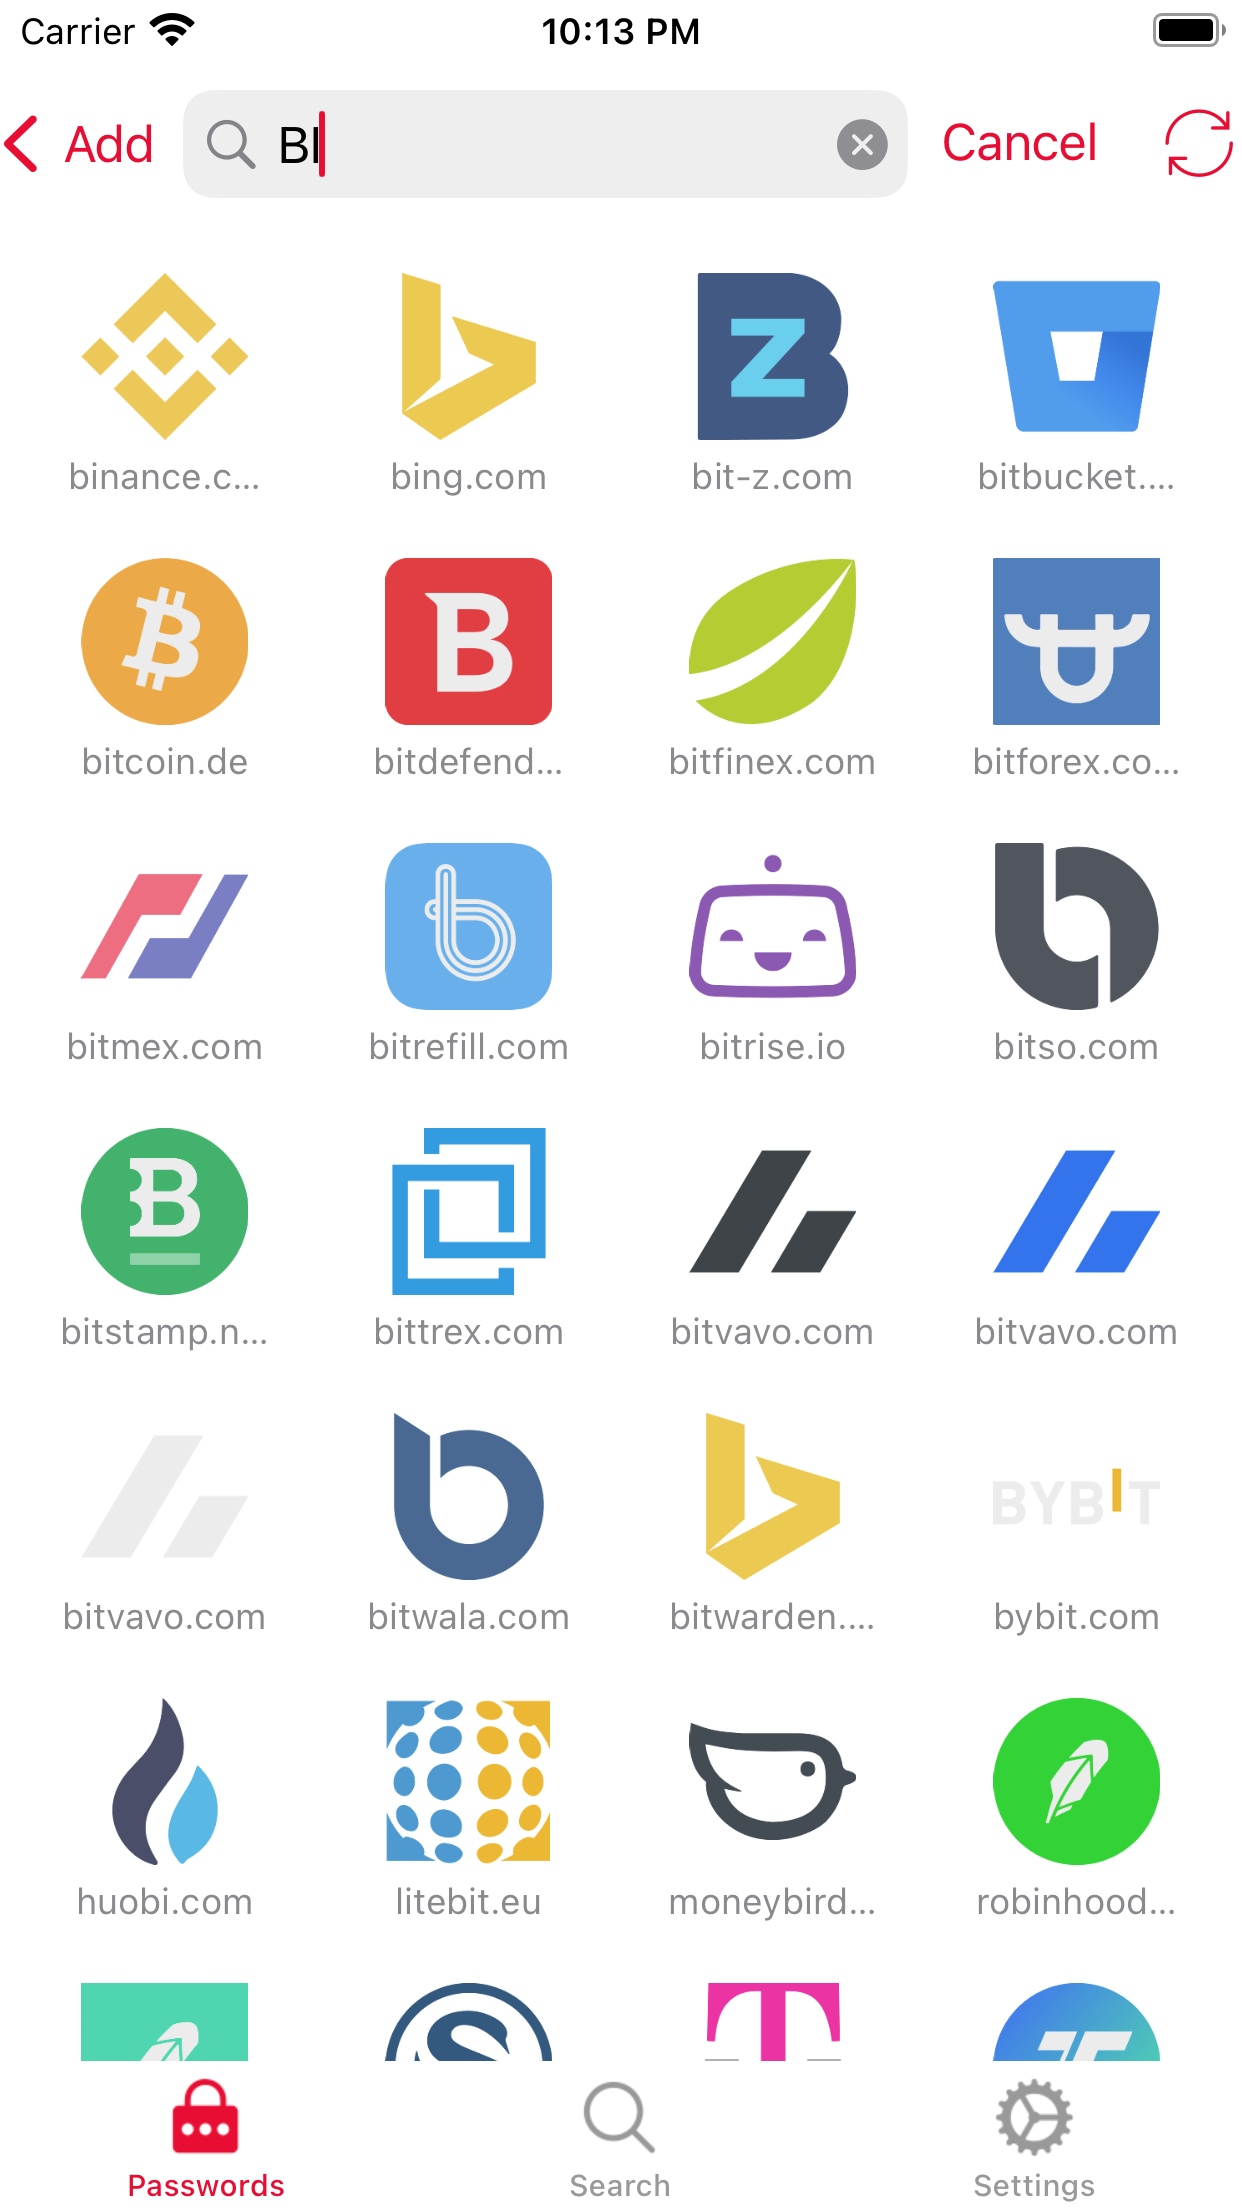 Carrier 10:13 PM
Add BI Cancel
binance.c... bing.com bit-z.com bitbucket....
bitcoin.de bitdefend... bitfinex.com bitforex.co...
bitmex.com bitrefill.com bitrise.io bitso.com
bitstamp.n... bittrex.com bitvavo.com bitvavo.com
BYBIT
bitvavo.com bitwala.com bitwarden.... bybit.com
huobi.com litebit.eu moneybird... robinhood...
Passwords Search Settings